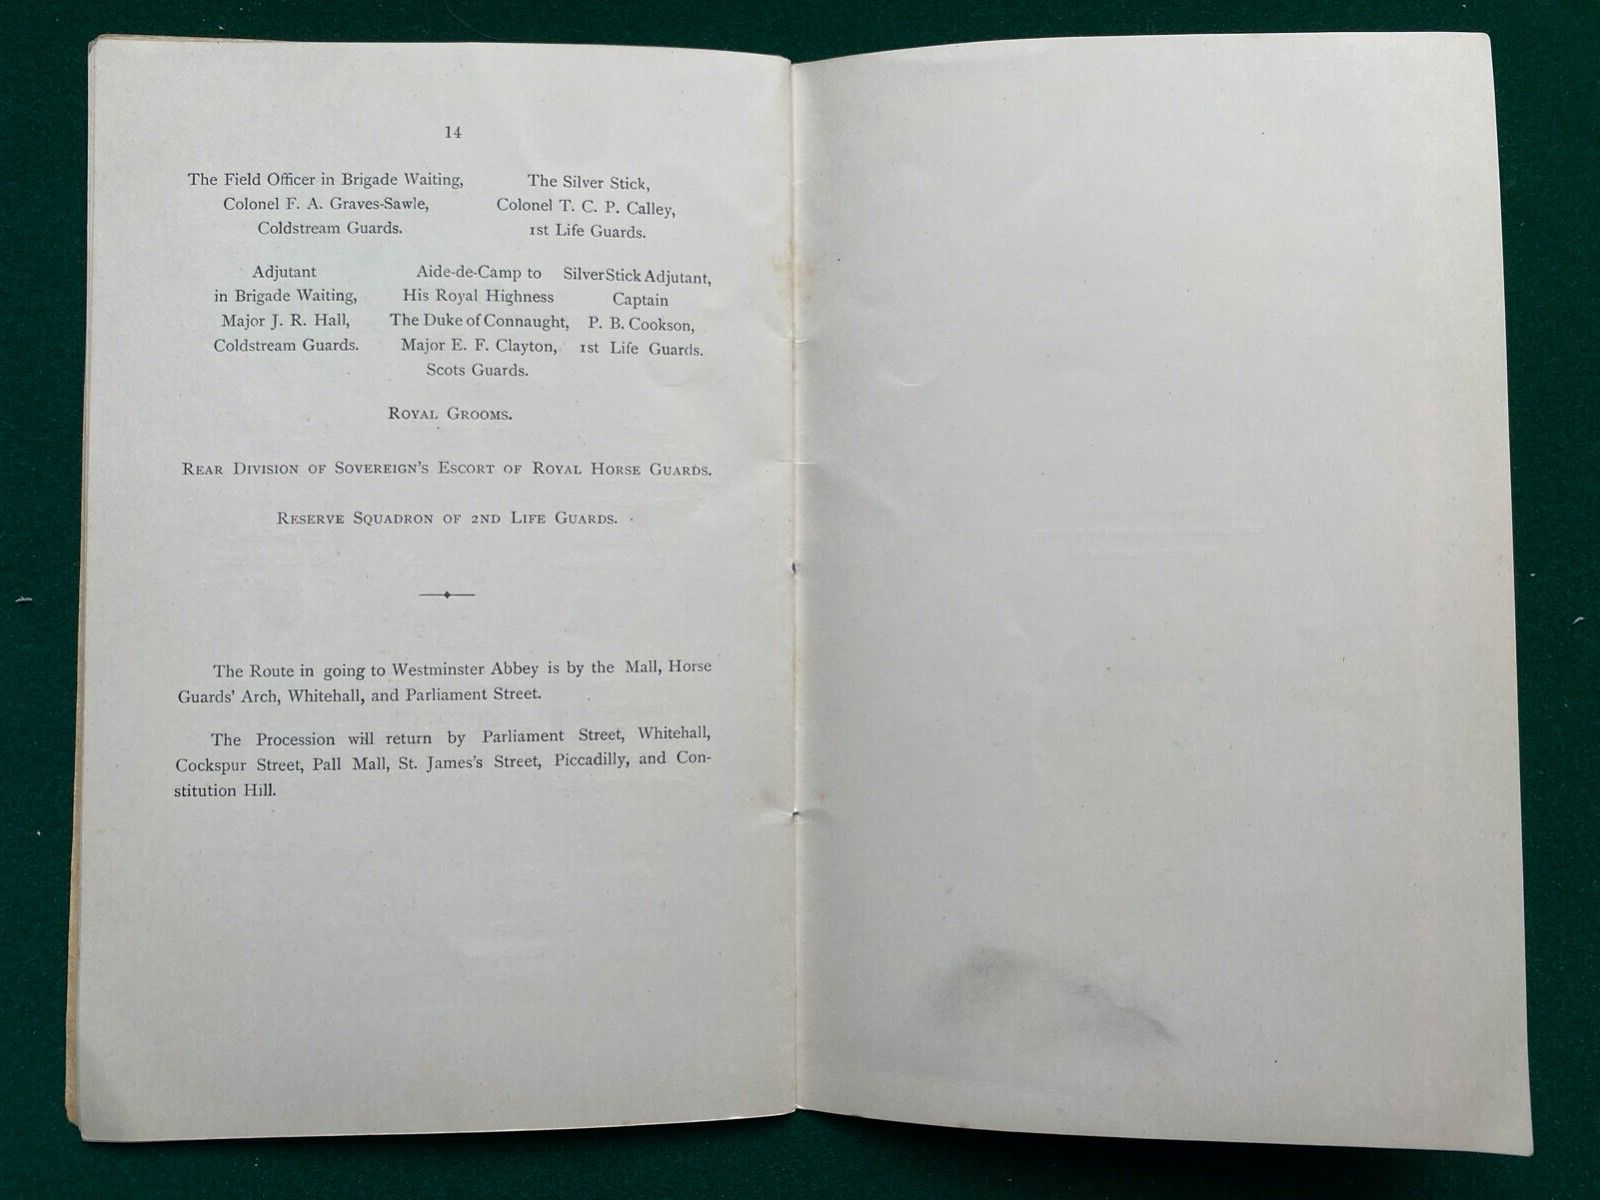 14
The Field Officer in Brigade Waiting,
Colonel F. A. Graves-Sawle,
Coldstream Guards.
The Silver Stick,
Colonel T. C. P. Calley,
1st Life Guards.
Adjutant
in Brigade Waiting,
Major J. R. Hall,
Coldstream Guards.
Aide-de-Camp to
His Royal Highness
The Duke of Connaught,
Major E. F. Clayton,
Scots Guards.
Silver Stick Adjutant,
Captain
P. B. Cookson,
1st Life Guards.
ROYAL GROOMS.
REAR DIVISION OF SOVEREIGN'S ESCORT OF ROYAL HORSE GUARDS.
RESERVE SQUADRON OF 2ND LIFE GUARDS.
The Route in going to Westminster Abbey is by the Mall, Horse
Guards' Arch, Whitehall, and Parliament Street.
The Procession will return by Parliament Street, Whitehall,
Cockspur Street, Pall Mall, St. James's Street, Piccadilly, and Con-
stitution Hill.